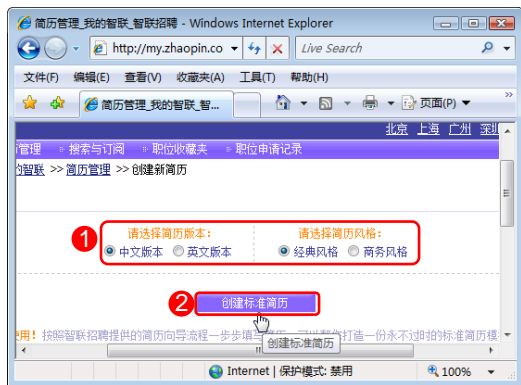 简历管理_我的智联_智联招聘 - Windows Internet Explorer
http://my.zhaopin.co
Live Search
文件(F) 编辑(E) 查看(V) 收藏夹(A) 工具(T) 帮助(H)
简历管理_我的智联_智... 页面(P)
北京 上海 广州 深圳
管理 搜索与订阅 职位收藏夹 职位申请记录
智联 >> 简历管理 >> 创建新简历
请选择简历版本: 请选择简历风格:
1 中文版本 英文版本 经典风格 商务风格
2 创建标准简历
使用! 按照智联招聘提供的简历向导流程一步步填写简历,可以帮您打造一份永不过时的标准简历模
创建标准简历
Internet | 保护模式: 禁用 100%